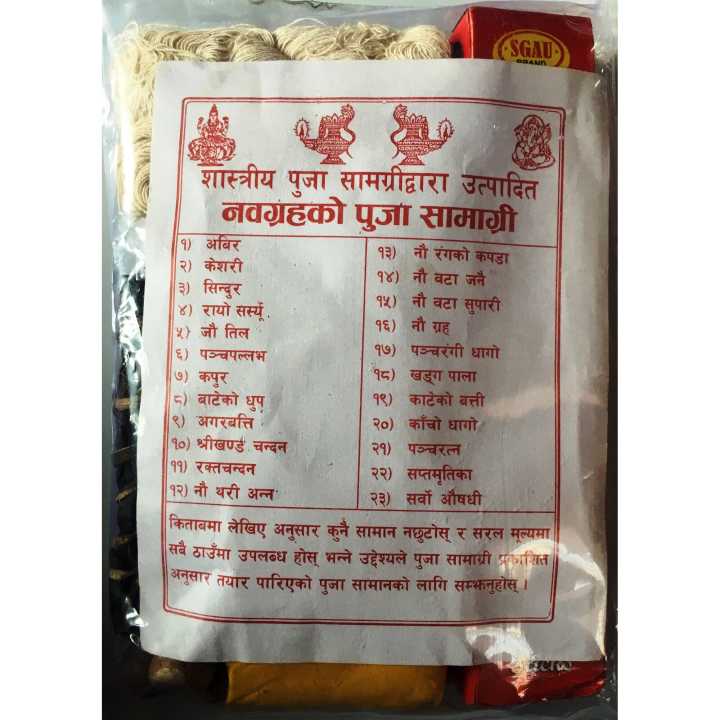 SGAU
BRAND
शास्त्रीय पुजा सामग्रीद्वारा उत्पादित
नवग्रहको पुजा सामाग्री
१) अबिर
२) केशरी
३) सिन्दुर
४) रायो सर्स्यू
५) जौ तिल
६) पञ्चपल्लभ
७) कपुर
८) बाटेको धुप
९) अगरबत्ति
१०) श्रीखण्ड चन्दन
११) रक्तचन्दन
१२) नौ थरी अन्न
१३) नौ रंगको कपडा
१४) नौ वटा जनै
१५) नौ वटा सुपारी
१६) नौ ग्रह
१७) पञ्चरंगी धागो
१८) खड्ग पाला
१९) काटेको बत्ती
२०) काँचो धागो
२१) पञ्चरत्न
२२) सप्तमृतिका
२३) सर्वो औषधी
किताबमा लेखिए अनुसार कुनै सामान नछुटोस् र सरल मूल्यमा
सबै ठाउँमा उपलब्ध होस् भन्ने उद्देश्यले पुजा सामाग्री प्रकाशित
अनुसार तयार पारिएको पुजा सामानको लागि सम्झनुहोस् ।